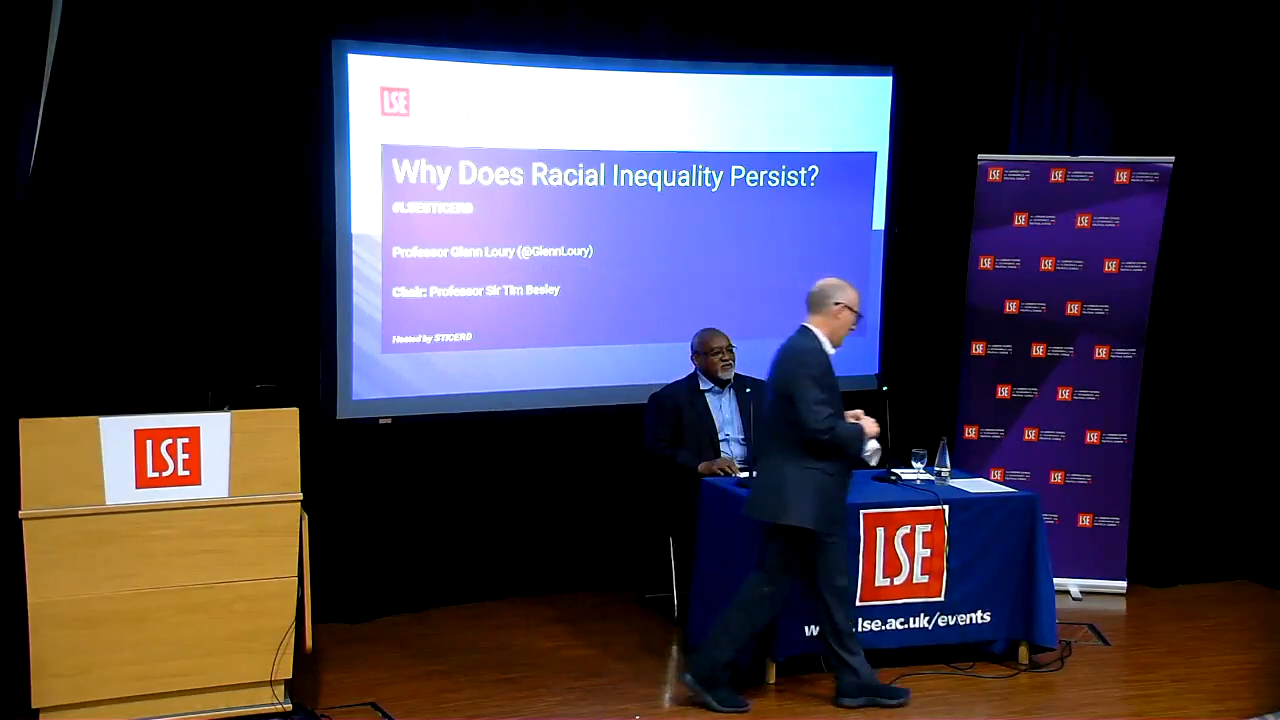 LSE
Why Does Racial Inequality Persist?
#LSESTICERD
Professor Glenn Loury (@GlennLoury)
Chair: Professor Sir Tim Besley
Hosted by STICERD
LSE
LSE
lse.ac.uk/events